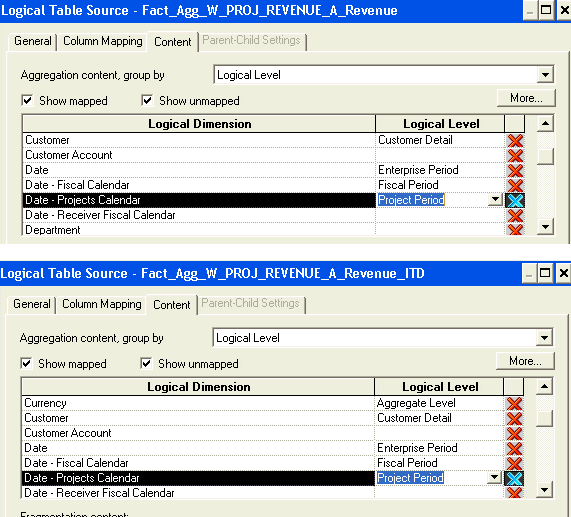 Logical Table Source - Fact_Agg_W_PROJ_REVENUE_A_Revenue
General Column Mapping Content Parent-Child Settings
Aggregation content, group by Logical Level
Show mapped Show unmapped More...
Logical Dimension Logical Level
Customer Customer Detail
Customer Account
Date Enterprise Period
Date - Fiscal Calendar Fiscal Period
Date - Projects Calendar Project Period
Date - Receiver Fiscal Calendar
Department
Logical Table Source - Fact_Agg_W_PROJ_REVENUE_A_Revenue_ITD
General Column Mapping Content Parent-Child Settings
Aggregation content, group by Logical Level
Show mapped Show unmapped More...
Logical Dimension Logical Level
Currency Aggregate Level
Customer Customer Detail
Customer Account
Date Enterprise Period
Date - Fiscal Calendar Fiscal Period
Date - Projects Calendar Project Period
Date - Receiver Fiscal Calendar
Fragmentation content: